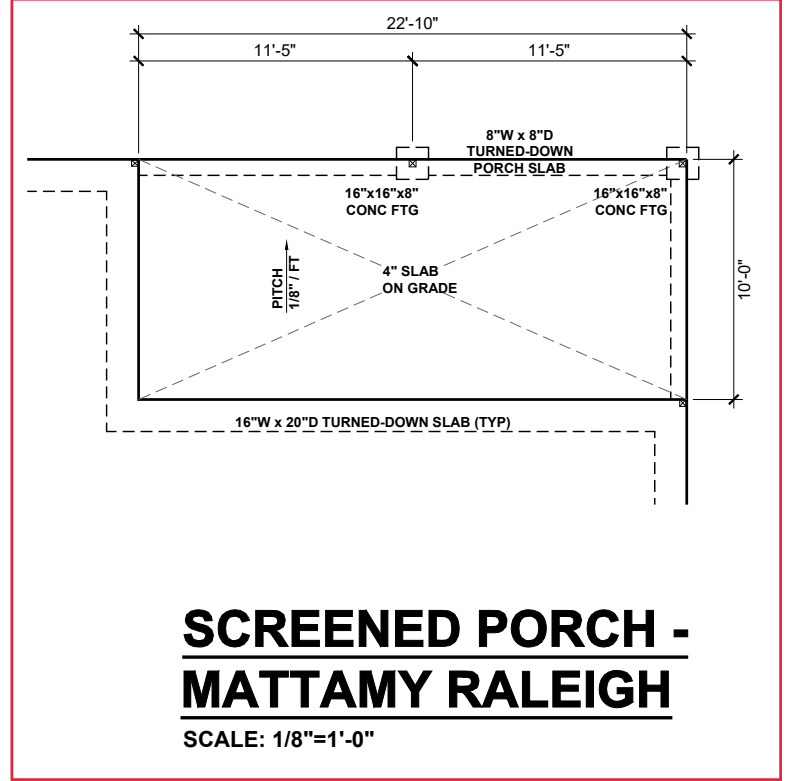 22'-10"
11'-5"
11'-5"
8"W x 8"D
TURNED-DOWN
PORCH SLAB
16"x16"x8"
CONC FTG
16"x16"x8"
CONC FTG
PITCH
1/8" / FT
4" SLAB
ON GRADE
10'-0"
16"W x 20"D TURNED-DOWN SLAB (TYP)
SCREENED PORCH -
MATTAMY RALEIGH
SCALE: 1/8"=1'-0"